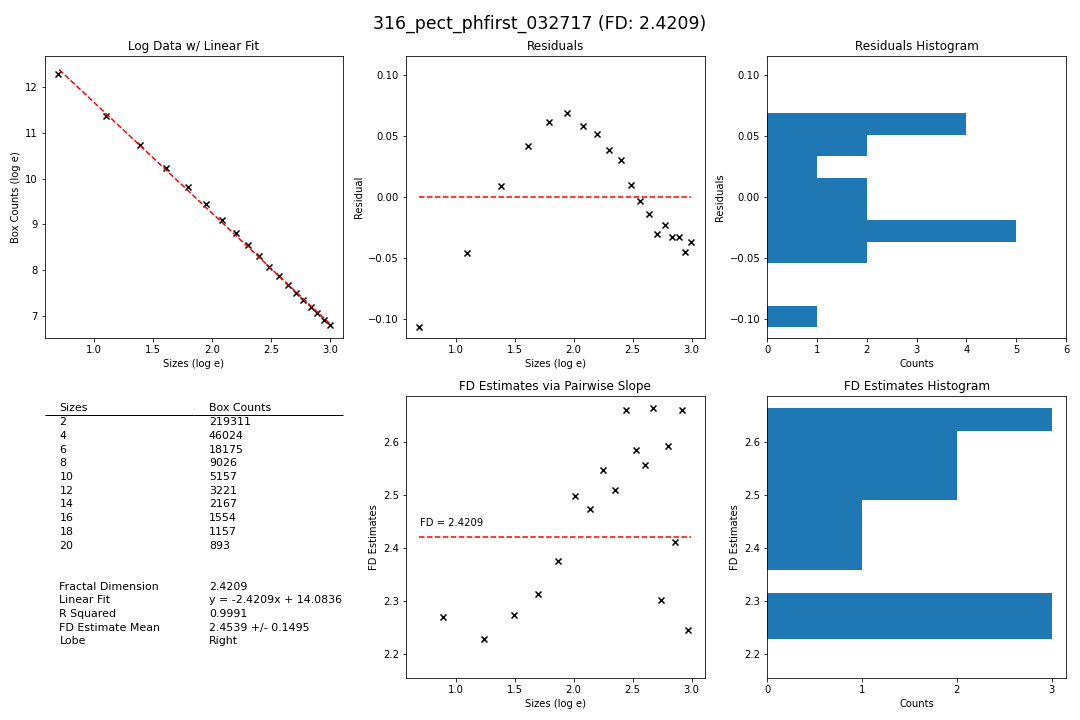 316_pect_phfirst_032717 (FD: 2.4209)
Log Data w/ Linear Fit
Box Counts (log e)
12
11
10
9
8
7
1.0 1.5 2.0 2.5 3.0
Sizes (log e)
Residuals
Residual
0.10
0.05
0.00
−0.05
−0.10
1.0 1.5 2.0 2.5 3.0
Sizes (log e)
Residuals Histogram
Residuals
0.10
0.05
0.00
−0.05
−0.10
0 1 2 3 4 5 6
Counts
Sizes Box Counts
2 219311
4 46024
6 18175
8 9026
10 5157
12 3221
14 2167
16 1554
18 1157
20 893
Fractal Dimension 2.4209
Linear Fit y = -2.4209x + 14.0836
R Squared 0.9991
FD Estimate Mean 2.4539 +/- 0.1495
Lobe Right
FD Estimates via Pairwise Slope
FD Estimates
2.6
2.5
FD = 2.4209
2.4
2.3
2.2
1.0 1.5 2.0 2.5 3.0
Sizes (log e)
FD Estimates Histogram
FD Estimates
2.6
2.5
2.4
2.3
2.2
0 1 2 3
Counts